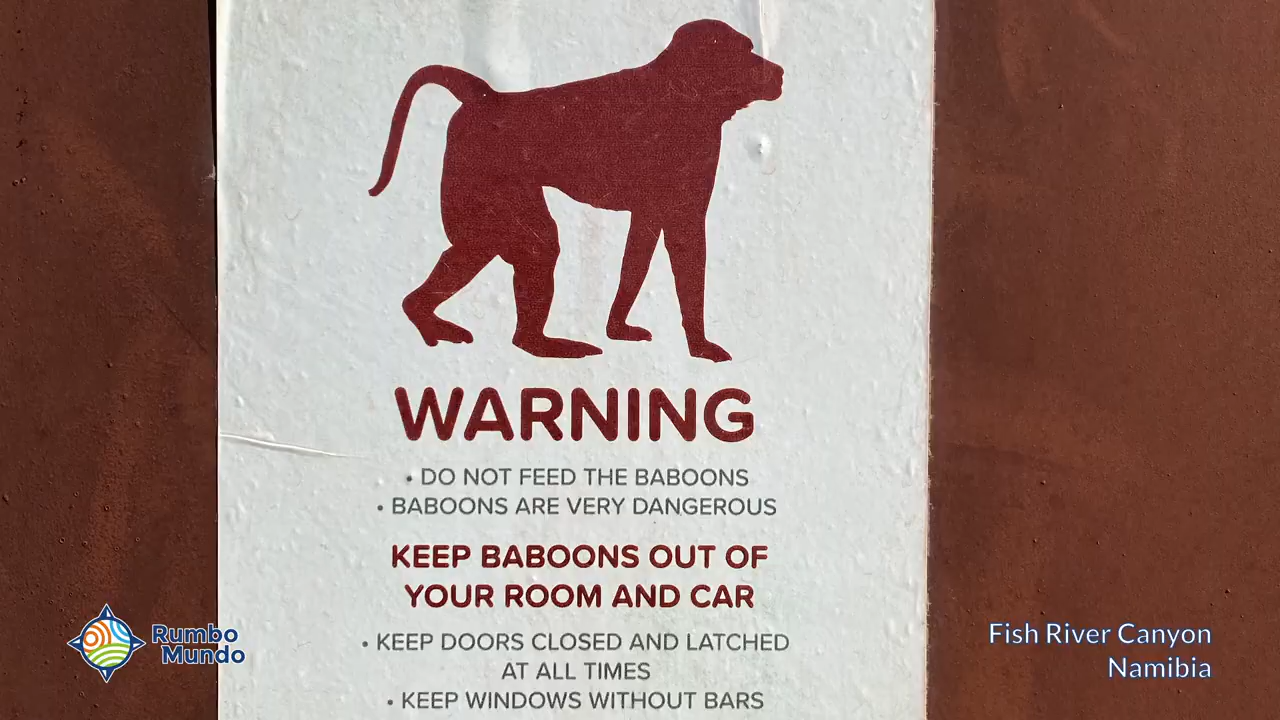 WARNING
• DO NOT FEED THE BABOONS
• BABOONS ARE VERY DANGEROUS
KEEP BABOONS OUT OF
YOUR ROOM AND CAR
• KEEP DOORS CLOSED AND LATCHED
AT ALL TIMES
• KEEP WINDOWS WITHOUT BARS
Rumbo
Mundo
Fish River Canyon
Namibia